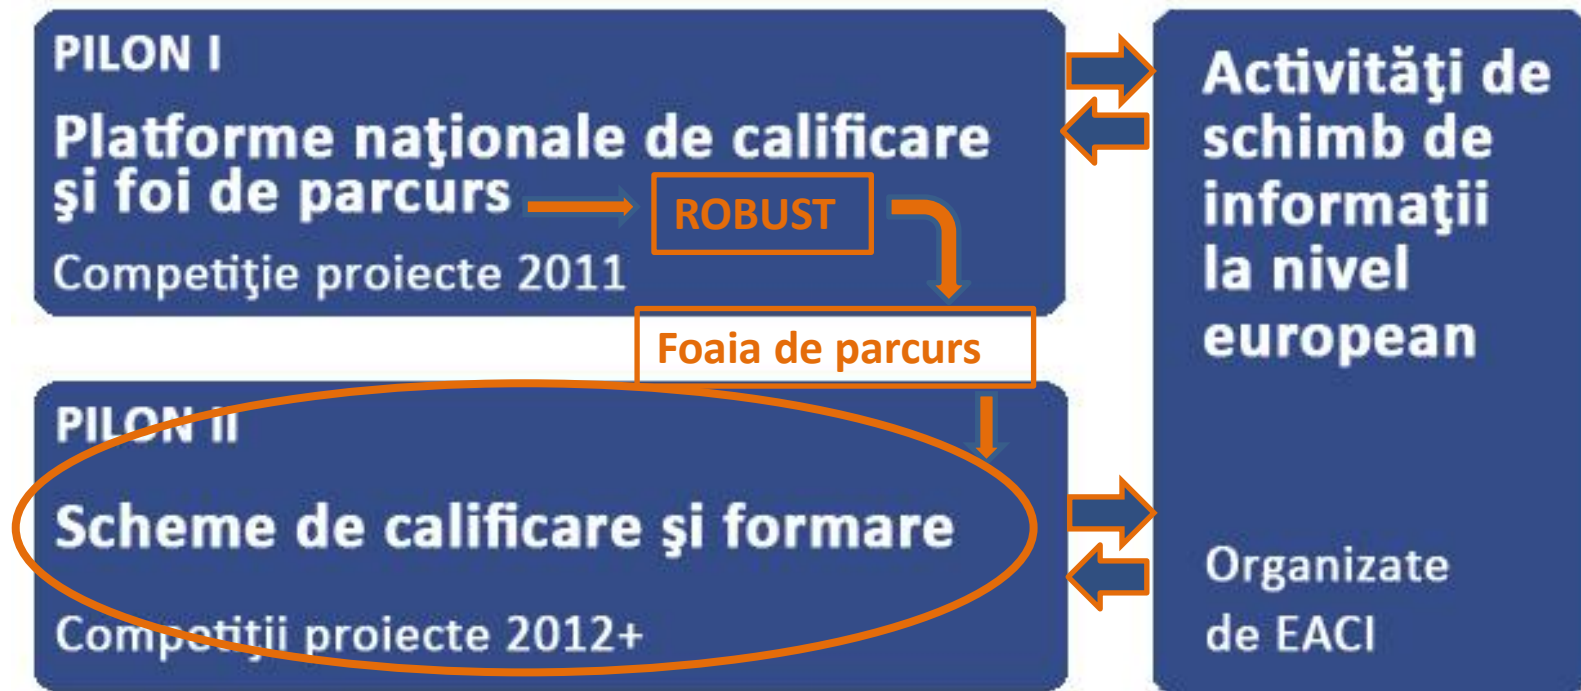 PILON I
Platforme naţionale de calificare
şi foi de parcurs
ROBUST
Competiţie proiecte 2011
Foaia de parcurs
PILON II
Scheme de calificare şi formare
Competiţii proiecte 2012+
Activităţi de
schimb de
informaţii
la nivel
european
Organizate
de EACI